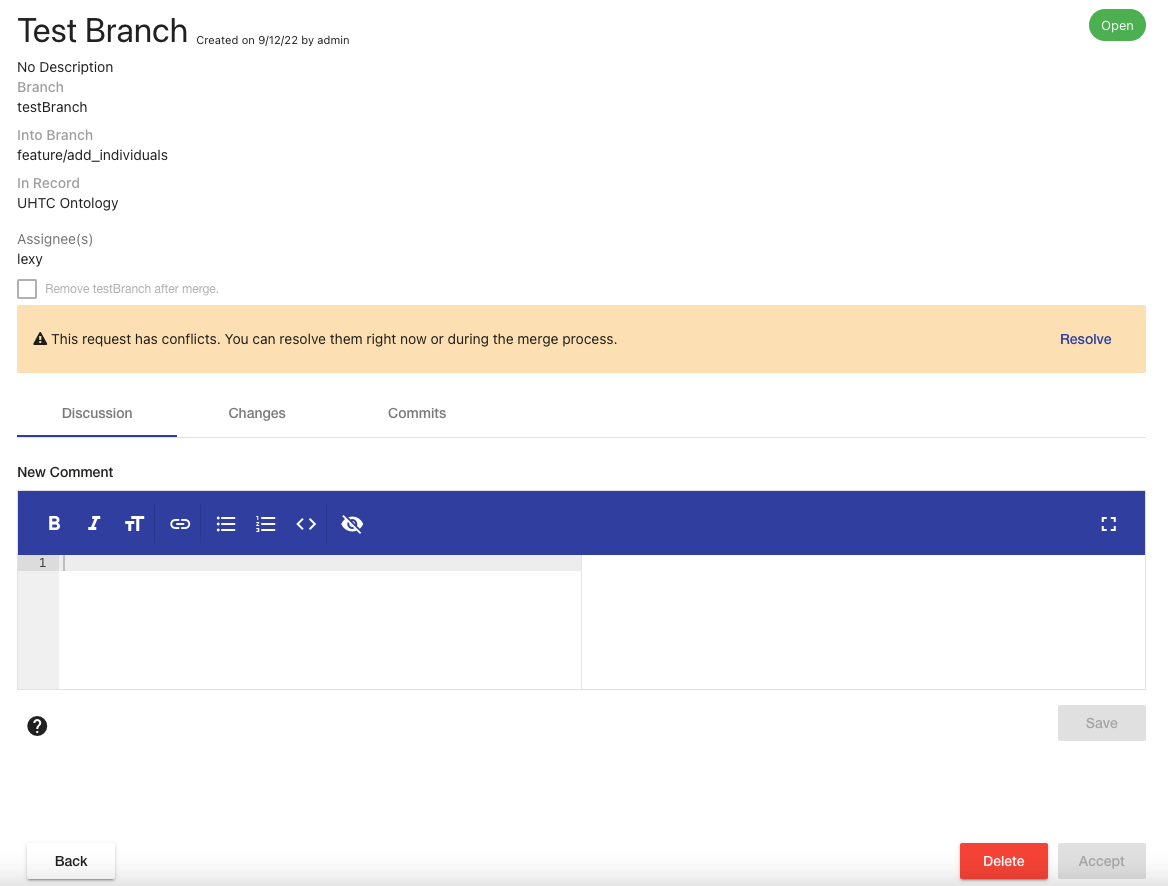 Test Branch Created on 9/12/22 by admin
Open
No Description
Branch
testBranch
Into Branch
feature/add_individuals
In Record
UHTC Ontology
Assignee(s)
lexy
Remove testBranch after merge.
This request has conflicts. You can resolve them right now or during the merge process.
Resolve
Discussion Changes Commits
New Comment
1
Save
Back Delete Accept